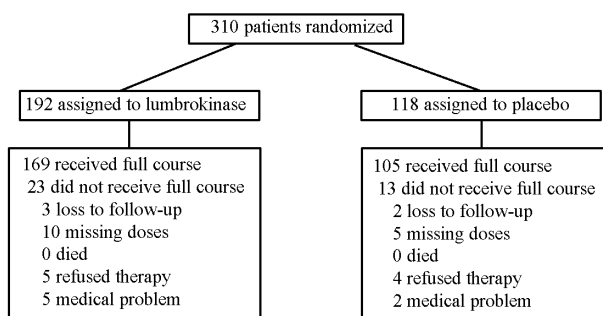 310 patients randomized
192 assigned to lumbrokinase
118 assigned to placebo
169 received full course
23 did not receive full course
3 loss to follow-up
10 missing doses
0 died
5 refused therapy
5 medical problem
105 received full course
13 did not receive full course
2 loss to follow-up
5 missing doses
0 died
4 refused therapy
2 medical problem